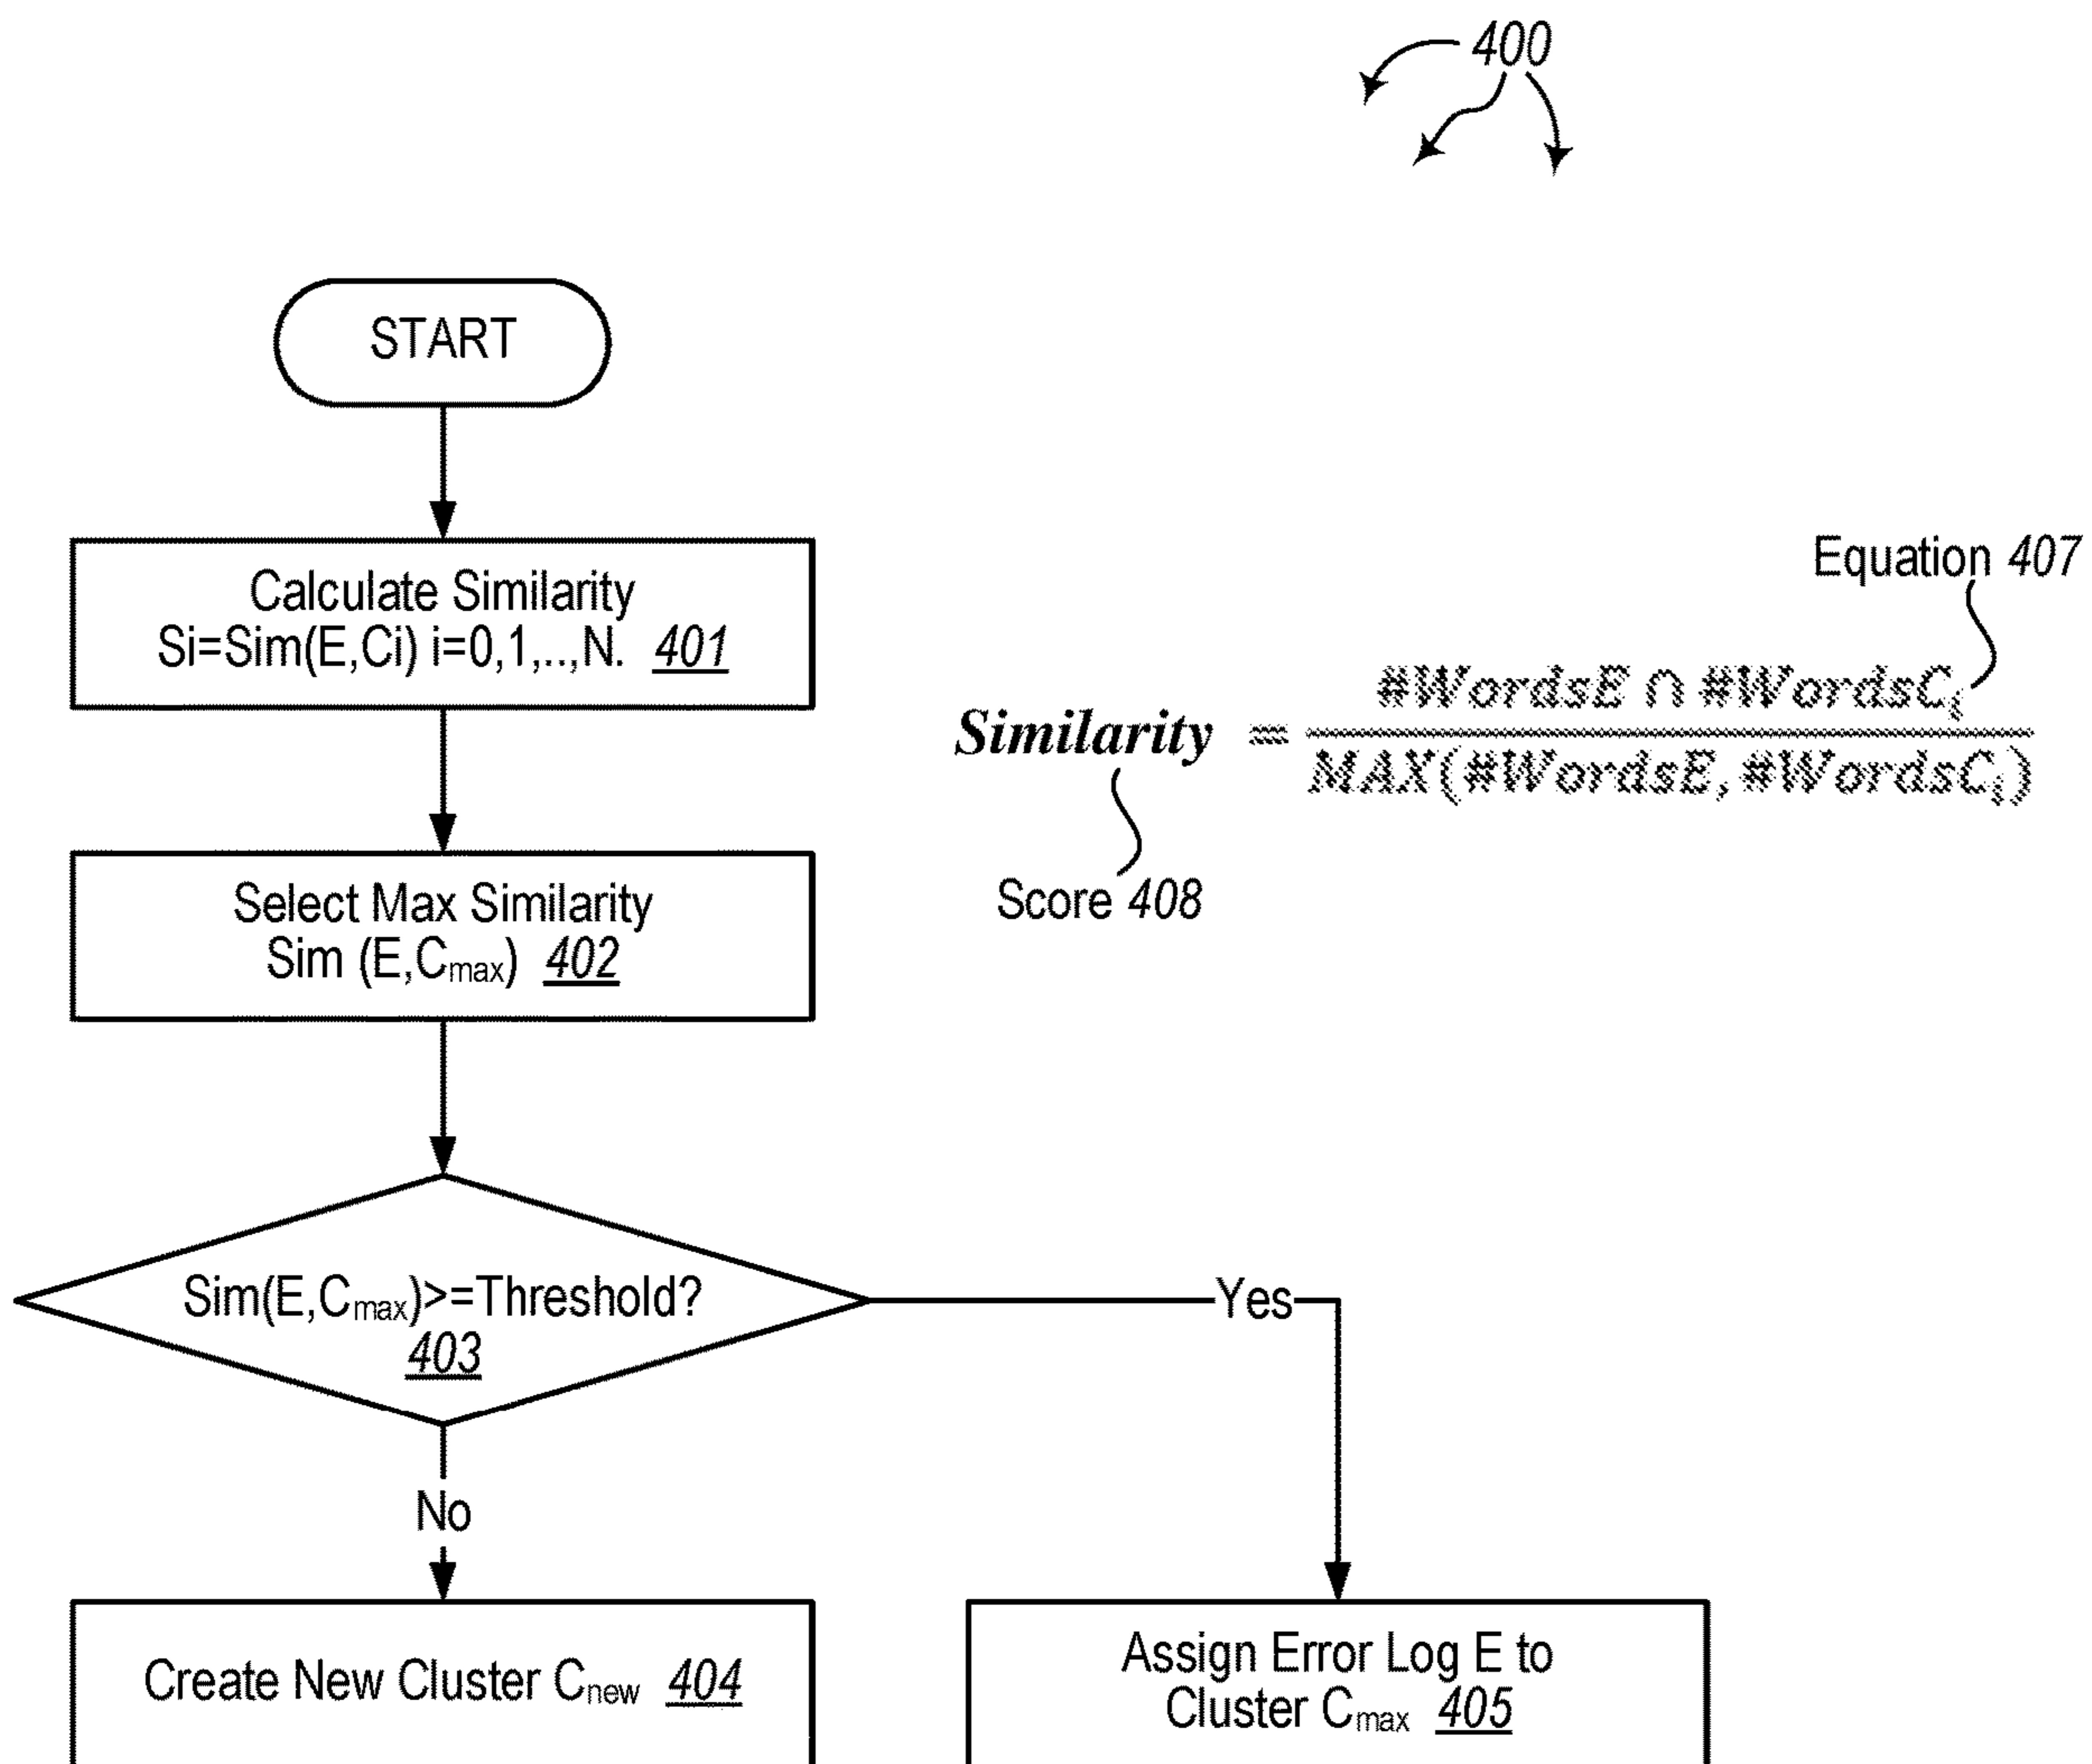 400
START
Calculate Similarity
Si=Sim(E,Ci) i=0,1,..,N. 401
Equation 407
Similarity = #WordsE ∩ #WordsCi / MAX(#WordsE, #WordsCi)
Score 408
Select Max Similarity
Sim (E,Cmax) 402
Sim(E,Cmax)>=Threshold?
403
Yes
No
Create New Cluster Cnew 404
Assign Error Log E to
Cluster Cmax 405